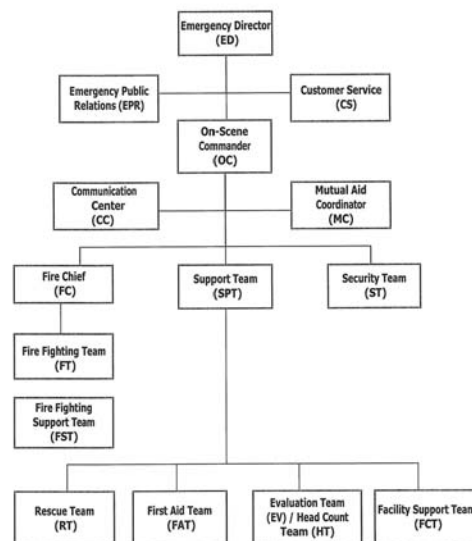 Emergency Director
(ED)
Emergency Public
Relations (EPR)
Customer Service
(CS)
On-Scene
Commander
(OC)
Communication
Center
(CC)
Mutual Aid
Coordinator
(MC)
Fire Chief
(FC)
Support Team
(SPT)
Security Team
(ST)
Fire Fighting Team
(FT)
Fire Fighting
Support Team
(FST)
Rescue Team
(RT)
First Aid Team
(FAT)
Evaluation Team
(EV) / Head Count
Team (HT)
Facility Support Team
(FCT)